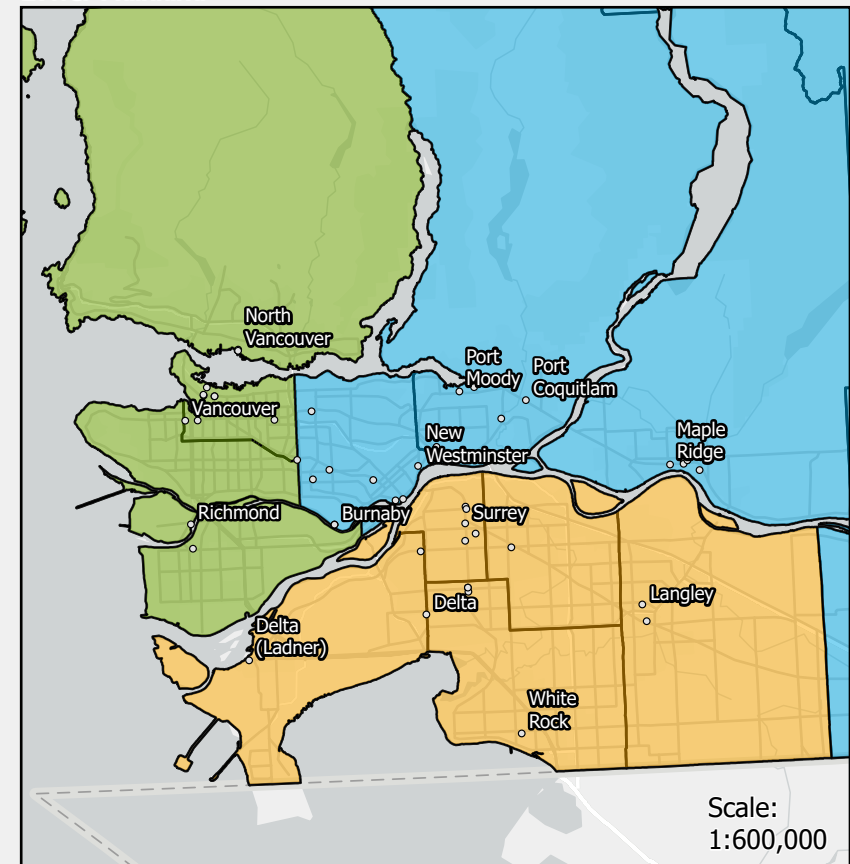 North
Vancouver
Port
Moody
Port
Coquitlam
Vancouver
New
Westminster
Maple
Ridge
Richmond
Burnaby
Surrey
Delta
Langley
Delta
(Ladner)
White
Rock
Scale:
1:600,000